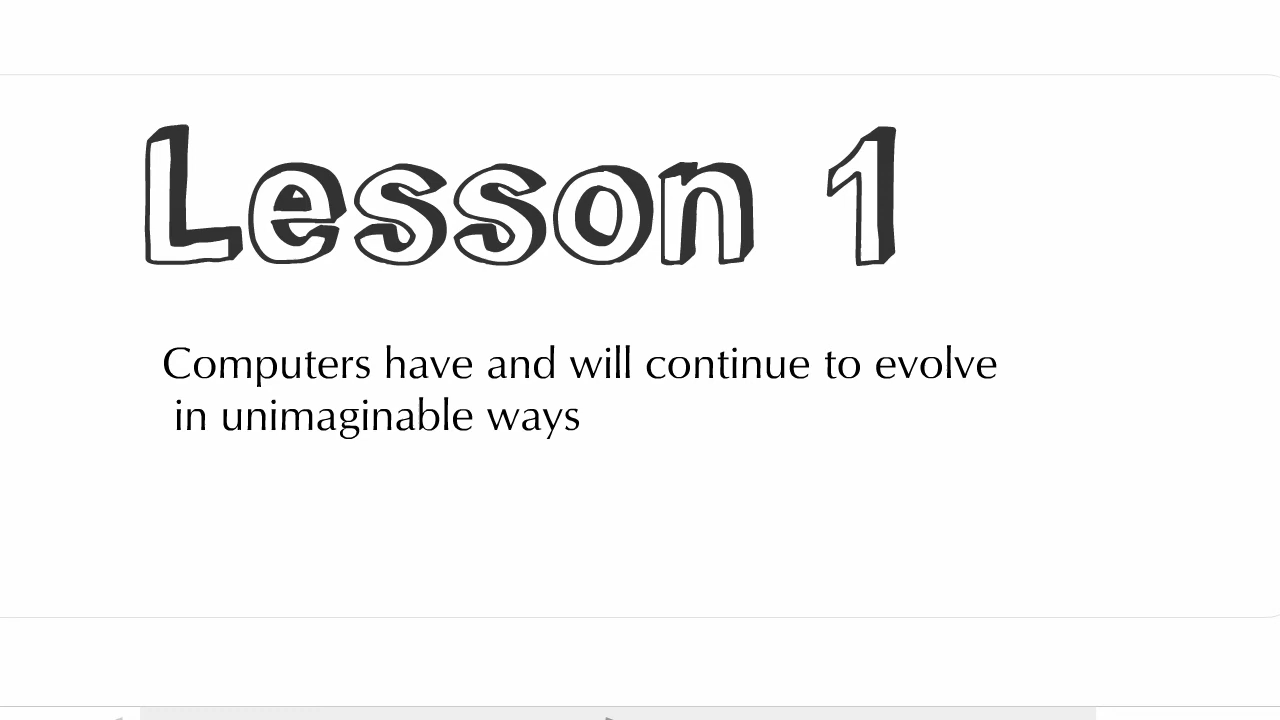 Lesson 1
Computers have and will continue to evolve
in unimaginable ways